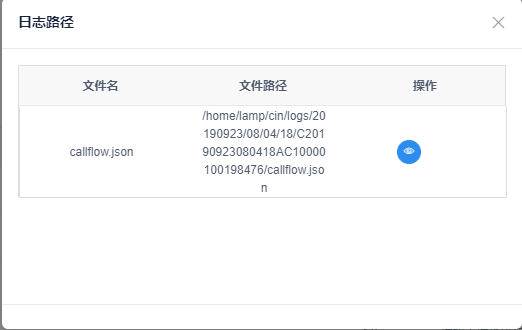 日志路径
文件名 文件路径 操作
/home/lamp/cin/logs/20
190923/08/04/18/C201
callflow.json 90923080418AC10000
100198476/callflow.jso
n